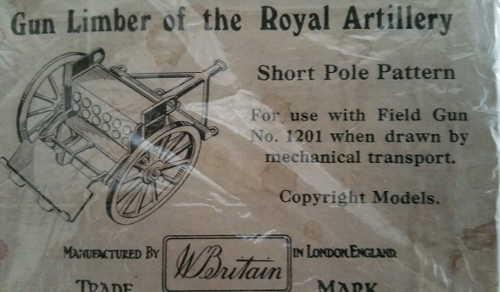 Gun Limber of the Royal Artillery
Short Pole Pattern
For use with Field Gun
No. 1201 when drawn by
mechanical transport.
Copyright Models.
MANUFACTURED BY W Britain IN LONDON, ENGLAND
TRADE MARK